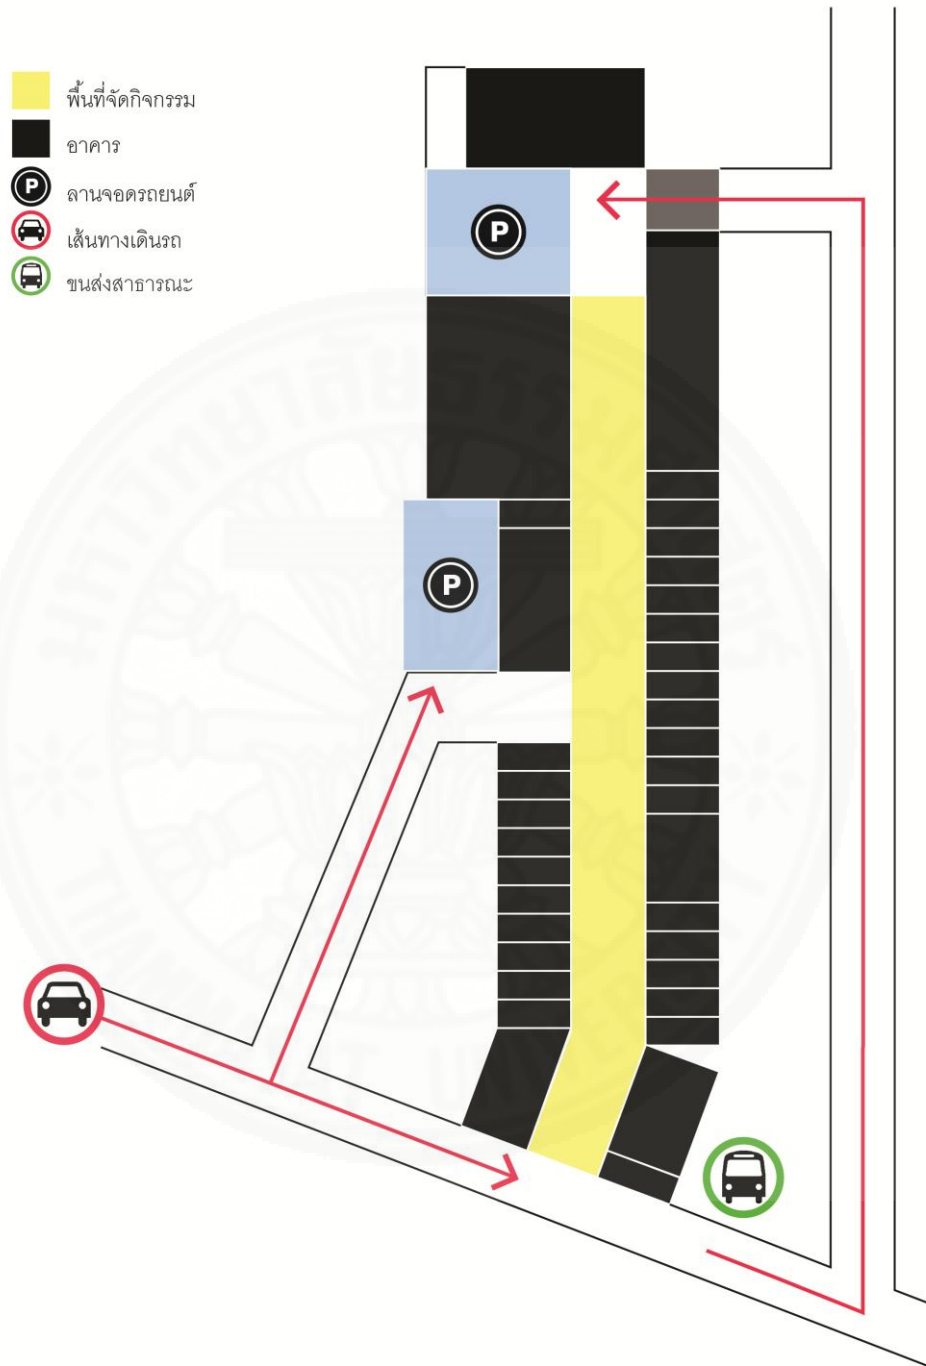 พื้นที่จัดกิจกรรม
อาคาร
P ลานจอดรถยนต์
เส้นทางเดินรถ
ขนส่งสาธารณะ
P
P